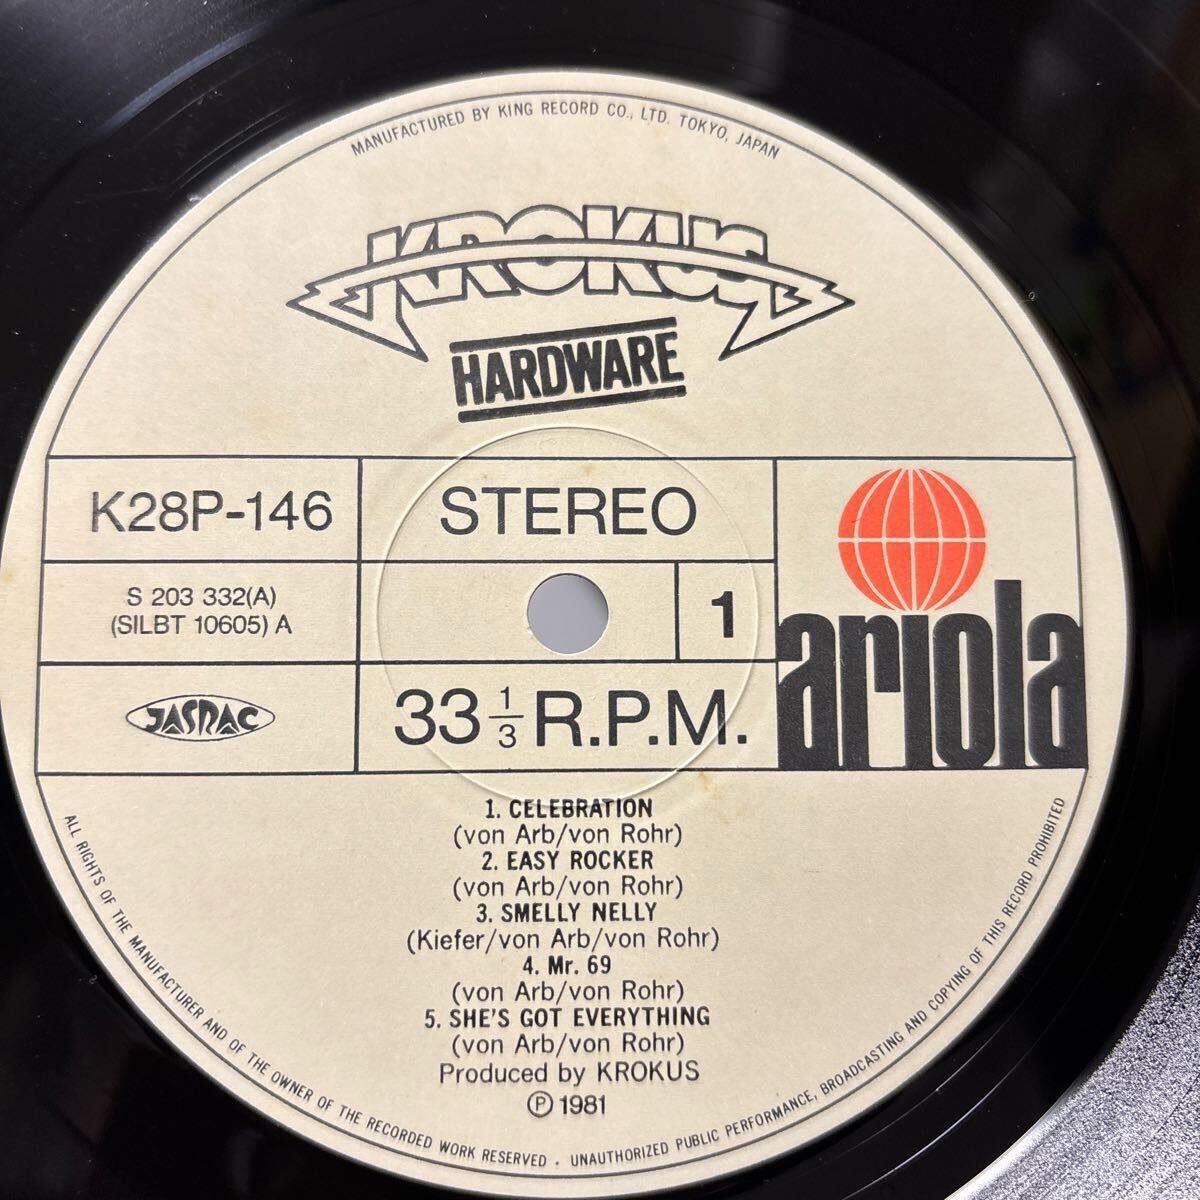 MANUFACTURED BY KING RECORD CO., LTD. TOKYO, JAPAN
KROKUS
HARDWARE
K28P-146
STEREO
S 203 332(A)
(SILBT 10605) A
1
JASRAC
33 1/3 R.P.M.
ariola
1. CELEBRATION
(von Arb/von Rohr)
2. EASY ROCKER
(von Arb/von Rohr)
3. SMELLY NELLY
(Kiefer/von Arb/von Rohr)
4. Mr. 69
(von Arb/von Rohr)
5. SHE'S GOT EVERYTHING
(von Arb/von Rohr)
Produced by KROKUS
Ⓟ 1981
ALL RIGHTS OF THE MANUFACTURER AND OF THE OWNER OF THE RECORDED WORK RESERVED . UNAUTHORIZED PUBLIC PERFORMANCE, BROADCASTING AND COPYING OF THIS RECORD PROHIBITED